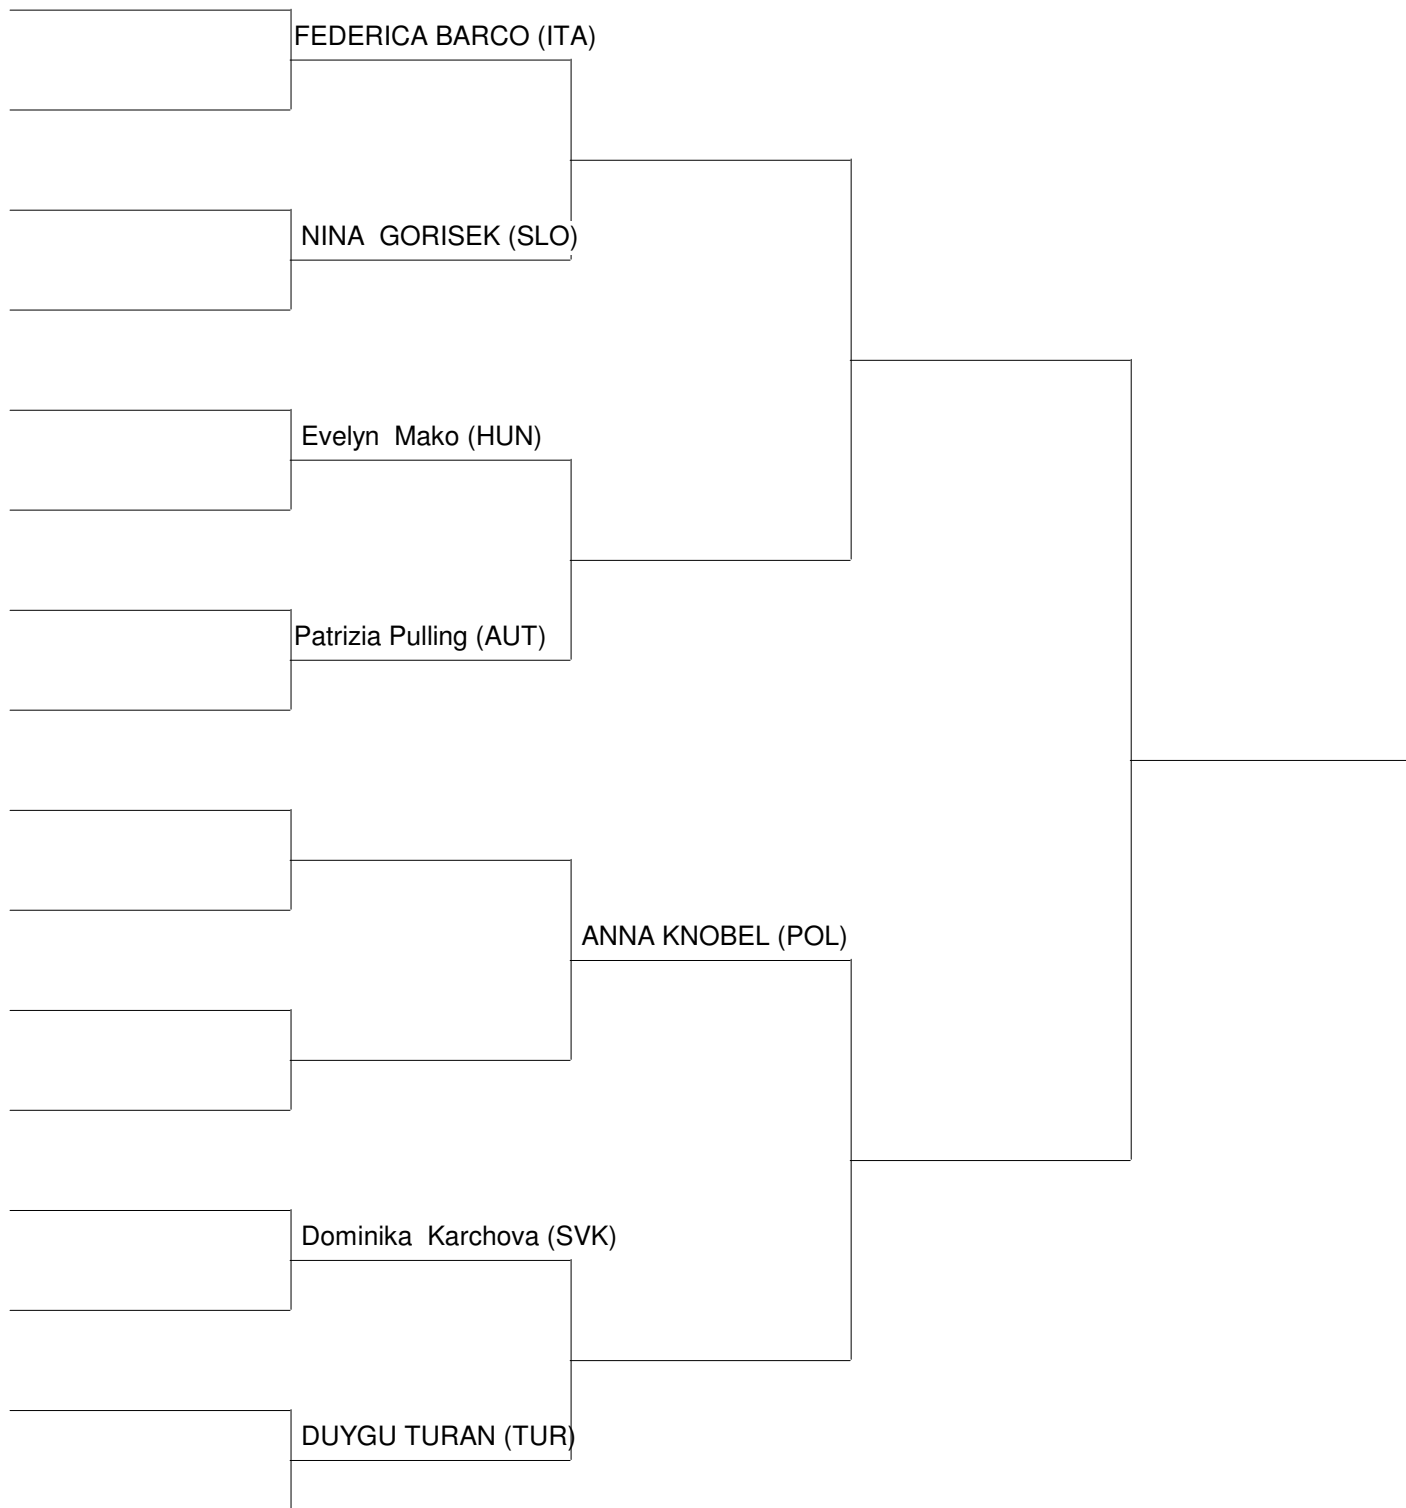 FEDERICA BARCO (ITA)
NINA  GORISEK (SLO)
Evelyn  Mako (HUN)
Patrizia Pulling (AUT)
ANNA KNOBEL (POL)
Dominika  Karchova (SVK)
DUYGU TURAN (TUR)